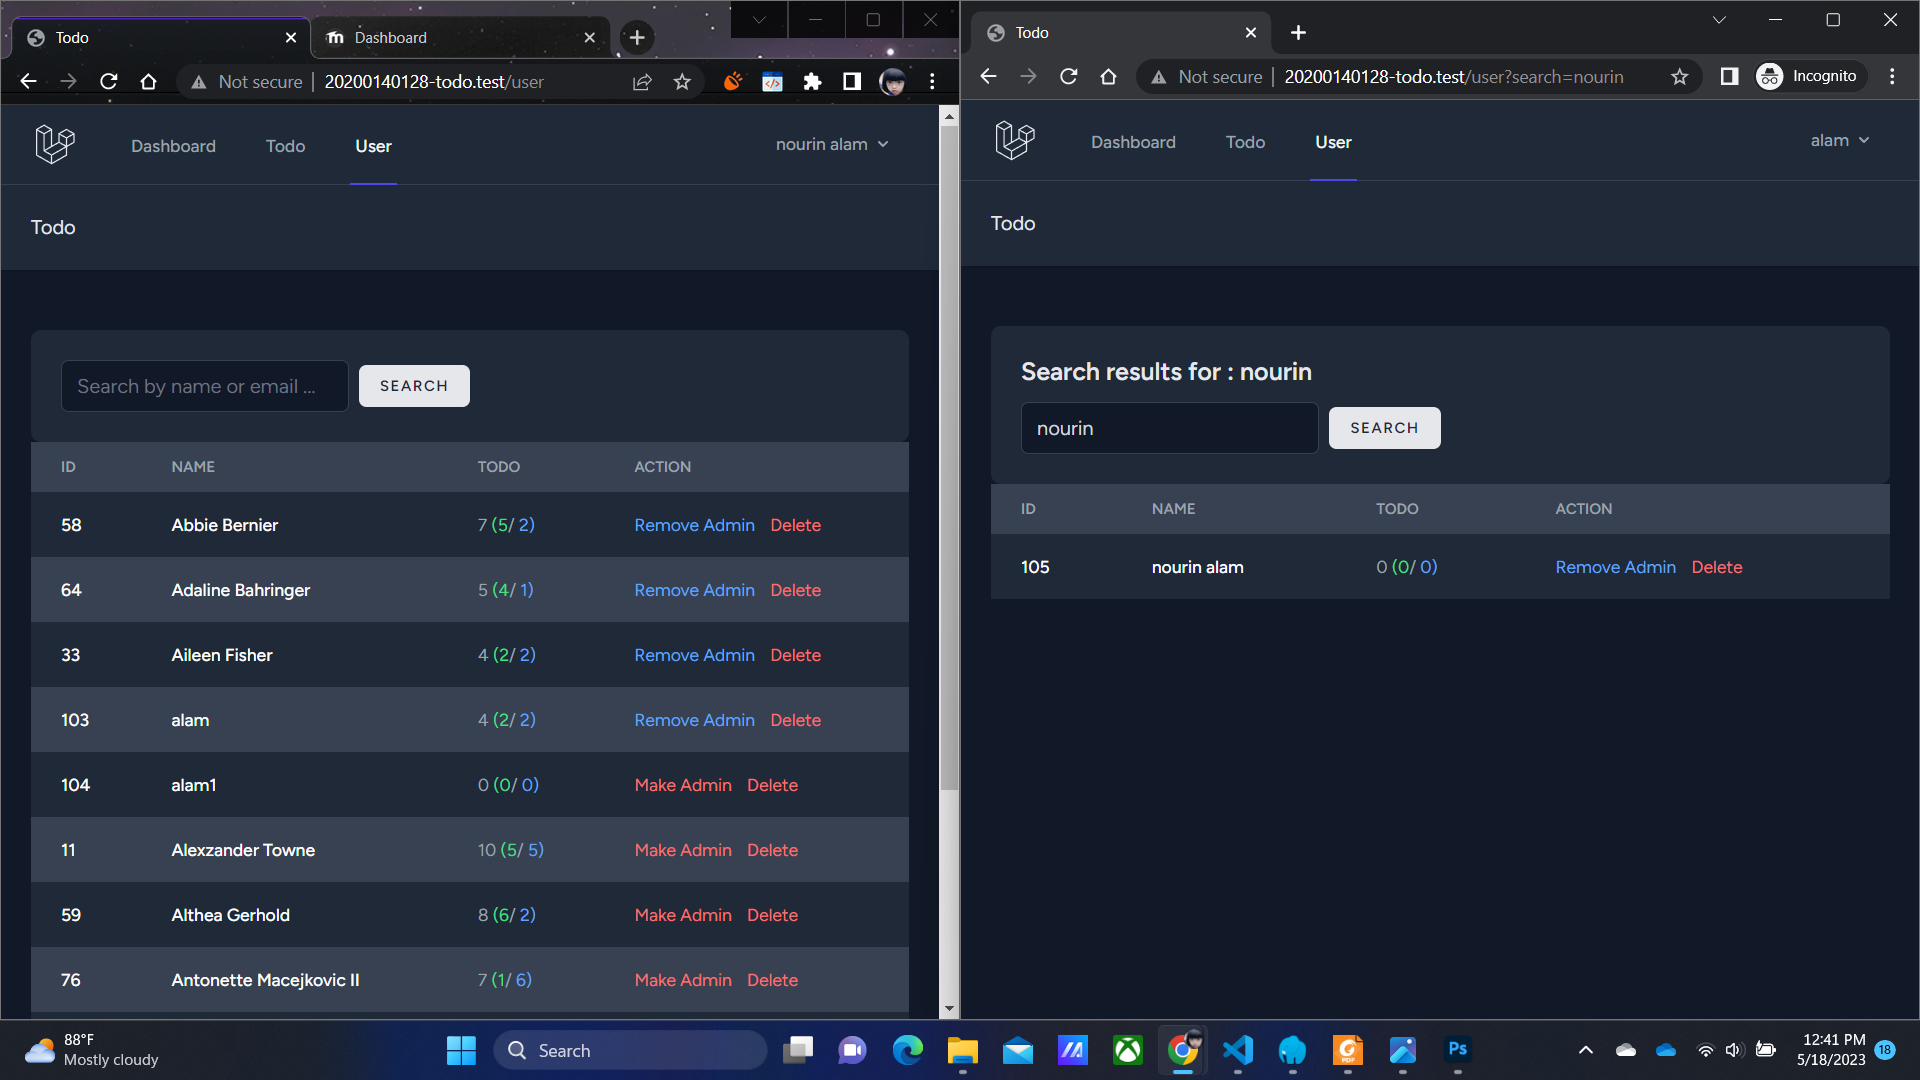 Todo
Dashboard
Not secure 20200140128-todo.test/user
Dashboard Todo User nourin alam
Todo
Search by name or email ... SEARCH
ID NAME TODO ACTION
58 Abbie Bernier 7 (5/ 2) Remove Admin Delete
64 Adaline Bahringer 5 (4/ 1) Remove Admin Delete
33 Aileen Fisher 4 (2/ 2) Remove Admin Delete
103 alam 4 (2/ 2) Remove Admin Delete
104 alam1 0 (0/ 0) Make Admin Delete
11 Alexzander Towne 10 (5/ 5) Make Admin Delete
59 Althea Gerhold 8 (6/ 2) Make Admin Delete
76 Antonette Macejkovic II 7 (1/ 6) Make Admin Delete
Todo
Not secure 20200140128-todo.test/user?search=nourin Incognito
Dashboard Todo User alam
Todo
Search results for : nourin
nourin SEARCH
ID NAME TODO ACTION
105 nourin alam 0 (0/ 0) Remove Admin Delete
88°F
Mostly cloudy
Search
PDF
Ps
12:41 PM
5/18/2023
18